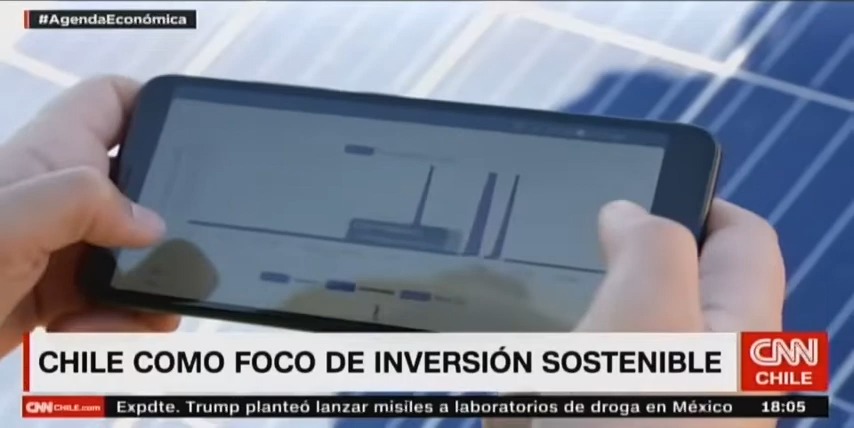 #AgendaEconómica
CHILE COMO FOCO DE INVERSIÓN SOSTENIBLE
CNN
CHILE
CNNCHILE.com Expdte. Trump planteó lanzar misiles a laboratorios de droga en México 18:05